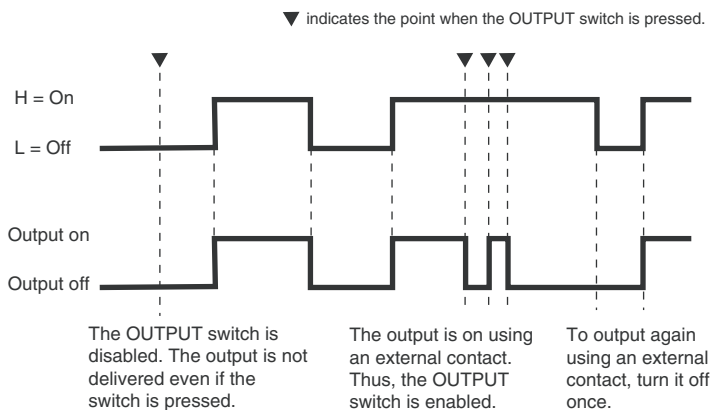 ▼ indicates the point when the OUTPUT switch is pressed.
H = On
L = Off
Output on
Output off
The OUTPUT switch is
disabled. The output is not
delivered even if the
switch is pressed.
The output is on using
an external contact.
Thus, the OUTPUT
switch is enabled.
To output again
using an external
contact, turn it off
once.